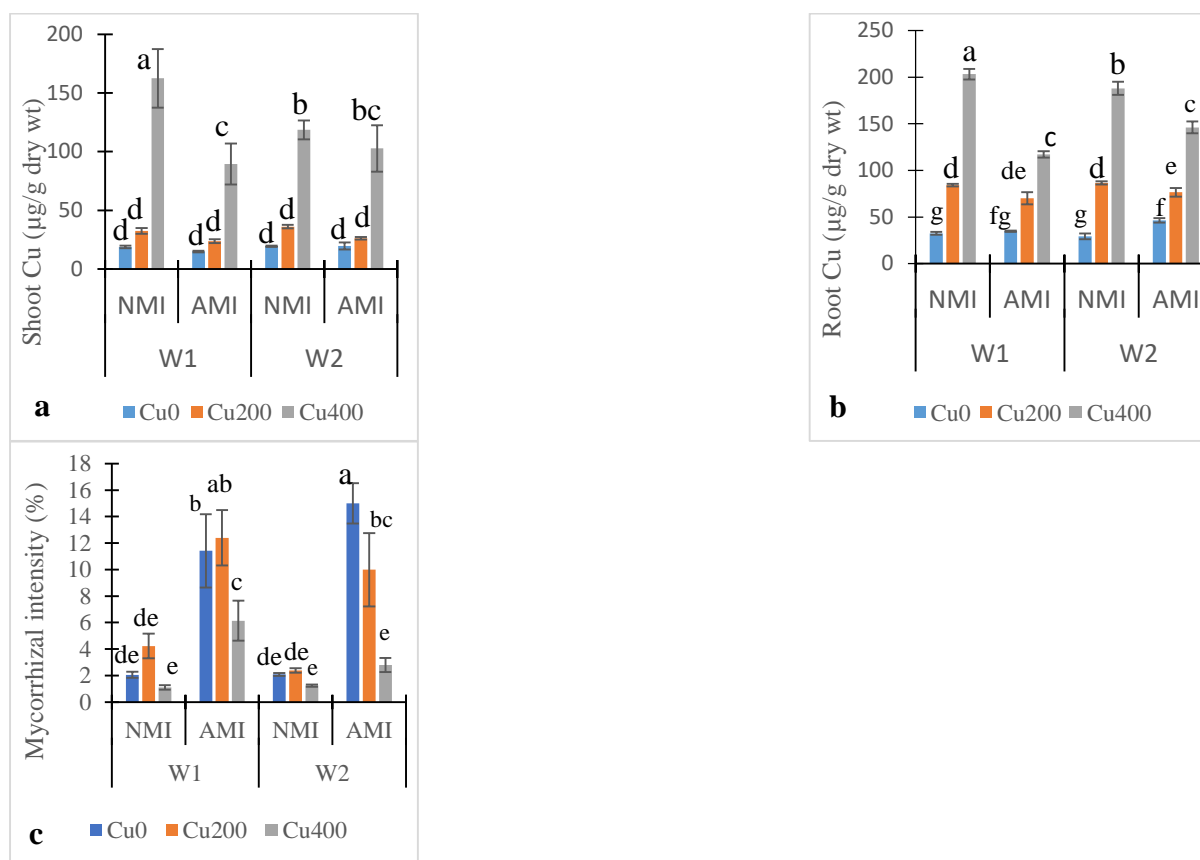 200
150
100
50
0
Shoot Cu (µg/g dry wt)
a
c
b
bc
d d d d d d d d
NMI AMI NMI AMI
W1 W2
a
Cu0 Cu200 Cu400
250
200
150
100
50
0
Root Cu (µg/g dry wt)
a
b
c
c
g d fg de g d f e
NMI AMI NMI AMI
W1 W2
b
Cu0 Cu200 Cu400
18
16
14
12
10
8
6
4
2
0
Mycorrhizal intensity (%)
de de e b ab c de de e a bc e
NMI AMI NMI AMI
W1 W2
c
Cu0 Cu200 Cu400